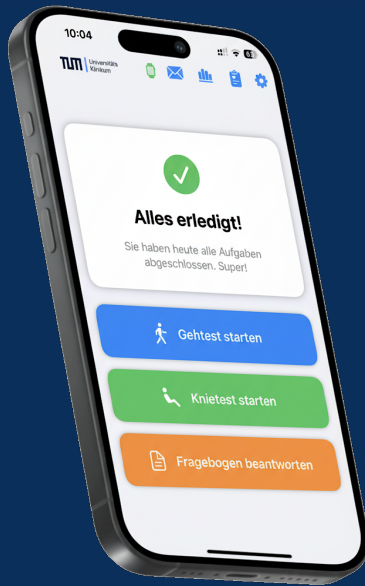 10:04
TUM Universitäts
Klinikum
Alles erledigt!
Sie haben heute alle Aufgaben
abgeschlossen. Super!
Gehtest starten
Knietest starten
Fragebogen beantworten